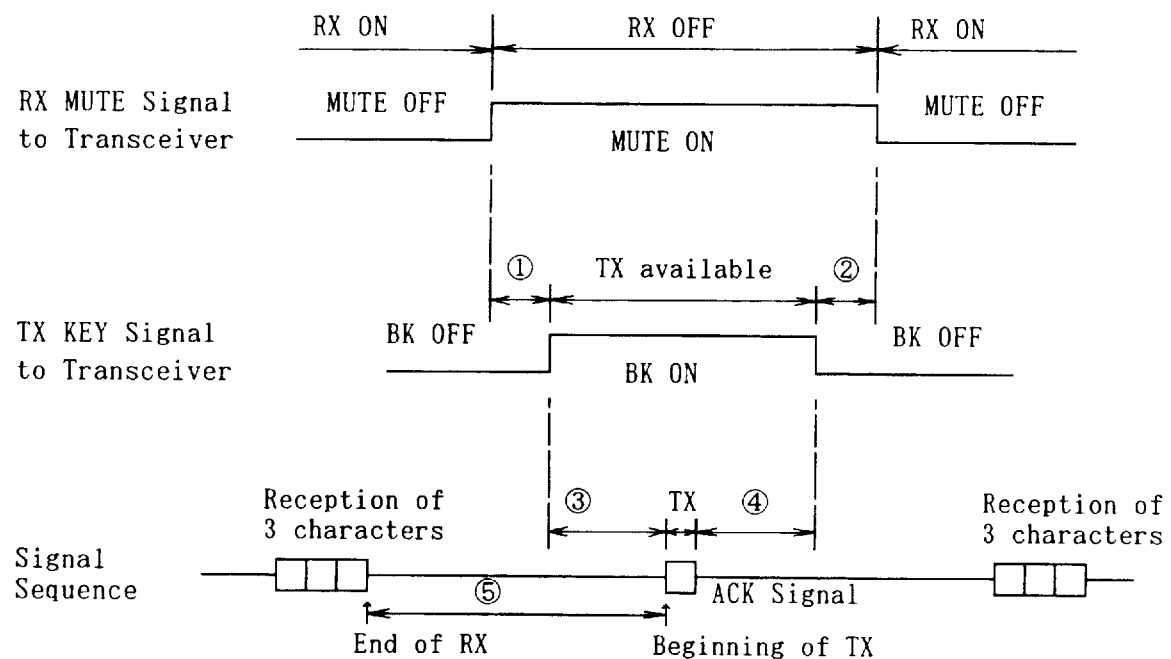 RX ON
RX OFF
RX ON
RX MUTE Signal
to Transceiver
MUTE OFF
MUTE ON
MUTE OFF
①
TX available
②
TX KEY Signal
to Transceiver
BK OFF
BK ON
BK OFF
Reception of
3 characters
③
TX
④
Reception of
3 characters
Signal
Sequence
⑤
ACK Signal
End of RX
Beginning of TX